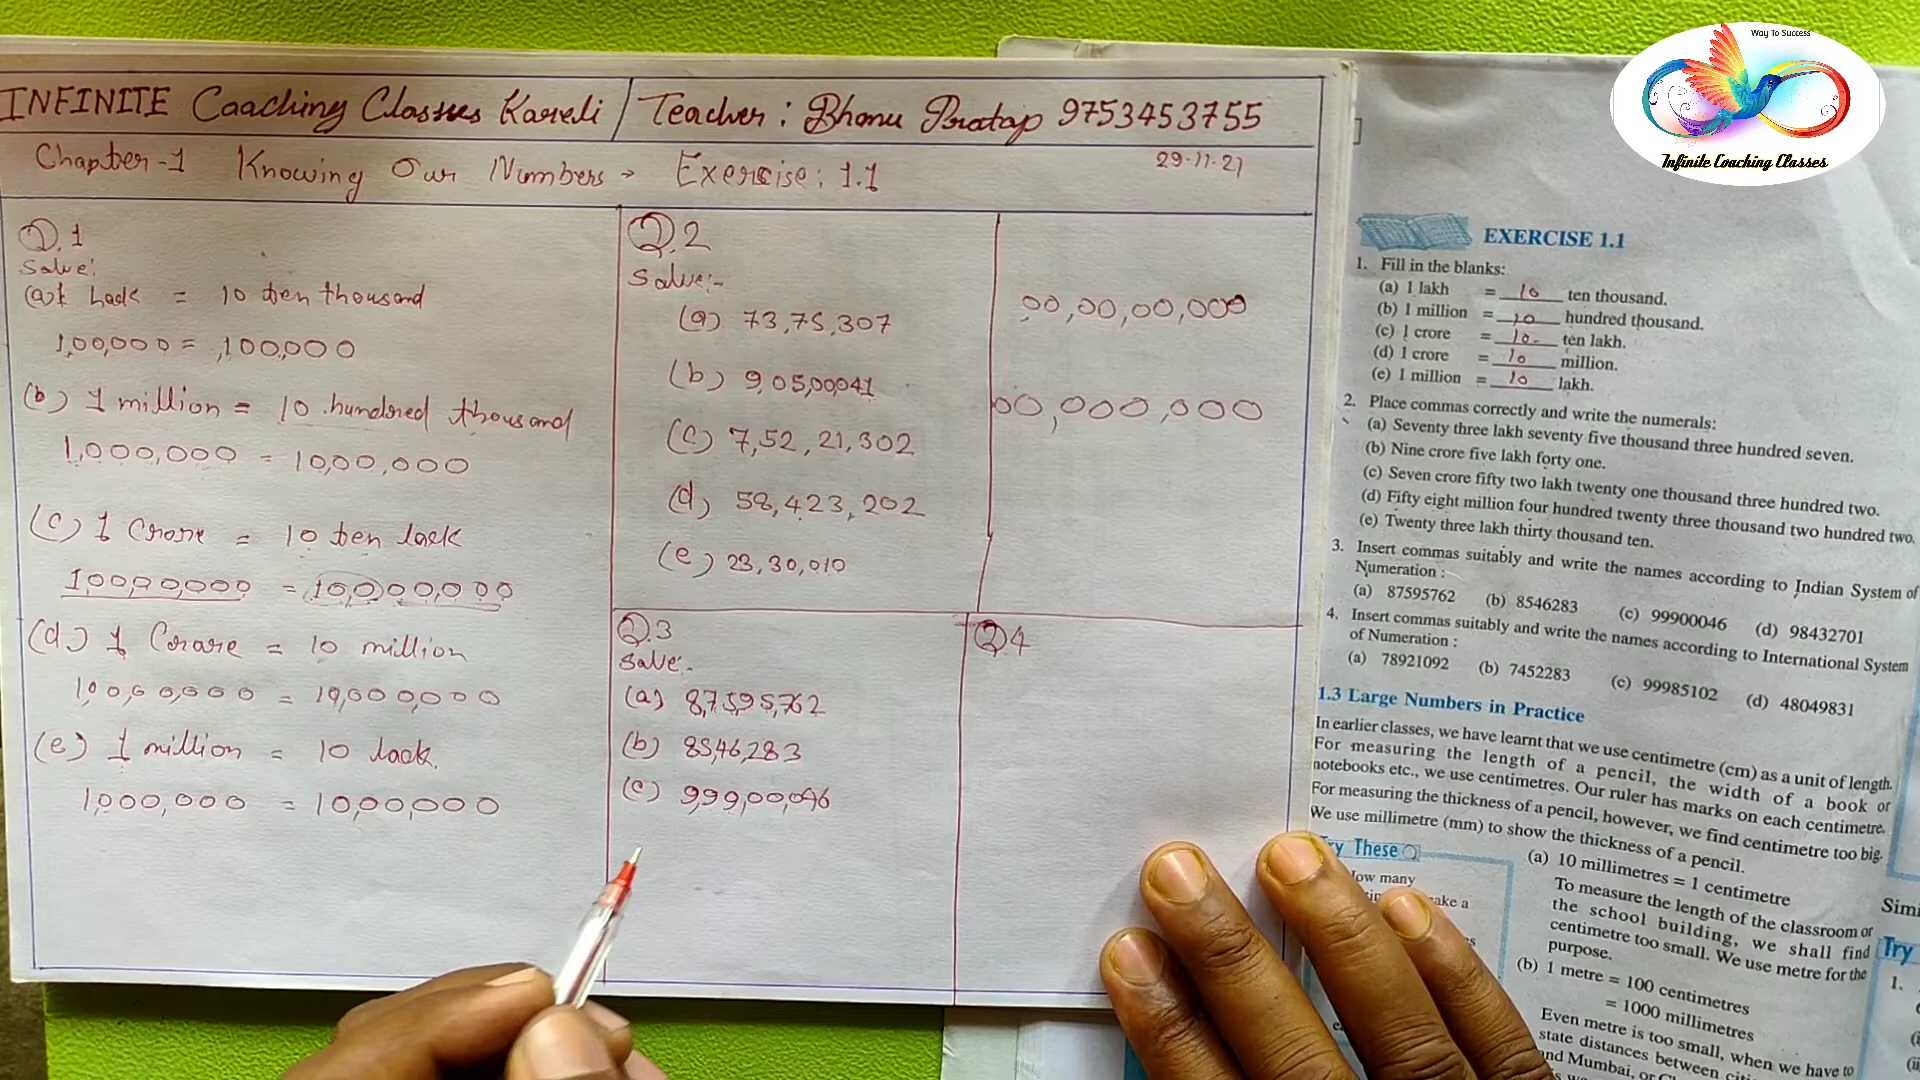 INFINITE Coaching Classes Kareli / Teacher : Bhanu Pratap 9753453755
Chapter-1 Knowing Our Numbers → Exercise: 1.1
29-11-21
Q.1
Solve:
(a) 1 Lack = 10 ten thousand
1,00,000 = ,100,000
(b) 1 million = 10 hundred thousand
1,000,000 = 10,00,000
(c) 1 Crore = 10 ten lack
1,00,00,000 = 10,00,00,000
(d) 1 Crore = 10 million
1,00,00,000 = 10,000,000
(e) 1 million = 10 lack.
1,000,000 = 10,00,000
Q.2
Solve:-
(a) 73,75,307
(b) 9,05,00,041
(c) 7,52,21,302
(d) 58,423,202
(e) 23,30,010
00,00,00,000
00,000,000
Q.3
Solve:-
(a) 8,75,95,762
(b) 85,46,283
(c) 9,99,00,046
Q.4
Way To Success
Infinite Coaching Classes
EXERCISE 1.1
1. Fill in the blanks:
(a) 1 lakh = 10 ten thousand.
(b) 1 million = 10 hundred thousand.
(c) 1 crore = 10 ten lakh.
(d) 1 crore = 10 million.
(e) 1 million = 10 lakh.
2. Place commas correctly and write the numerals:
(a) Seventy three lakh seventy five thousand three hundred seven.
(b) Nine crore five lakh forty one.
(c) Seven crore fifty two lakh twenty one thousand three hundred two.
(d) Fifty eight million four hundred twenty three thousand two hundred two.
(e) Twenty three lakh thirty thousand ten.
3. Insert commas suitably and write the names according to Indian System of
Numeration :
(a) 87595762 (b) 8546283 (c) 99900046 (d) 98432701
4. Insert commas suitably and write the names according to International System
of Numeration :
(a) 78921092 (b) 7452283 (c) 99985102 (d) 48049831
1.3 Large Numbers in Practice
In earlier classes, we have learnt that we use centimetre (cm) as a unit of length.
For measuring the length of a pencil, the width of a book or
notebooks etc., we use centimetres. Our ruler has marks on each centimetre.
For measuring the thickness of a pencil, however, we find centimetre too big.
We use millimetre (mm) to show the thickness of a pencil.
Try These
How many
make a
(a) 10 millimetres = 1 centimetre
To measure the length of the classroom or
the school building, we shall find
centimetre too small. We use metre for the
purpose.
(b) 1 metre = 100 centimetres
= 1000 millimetres
Even metre is too small, when we have to
state distances between
and Mumbai, or
Try
1.